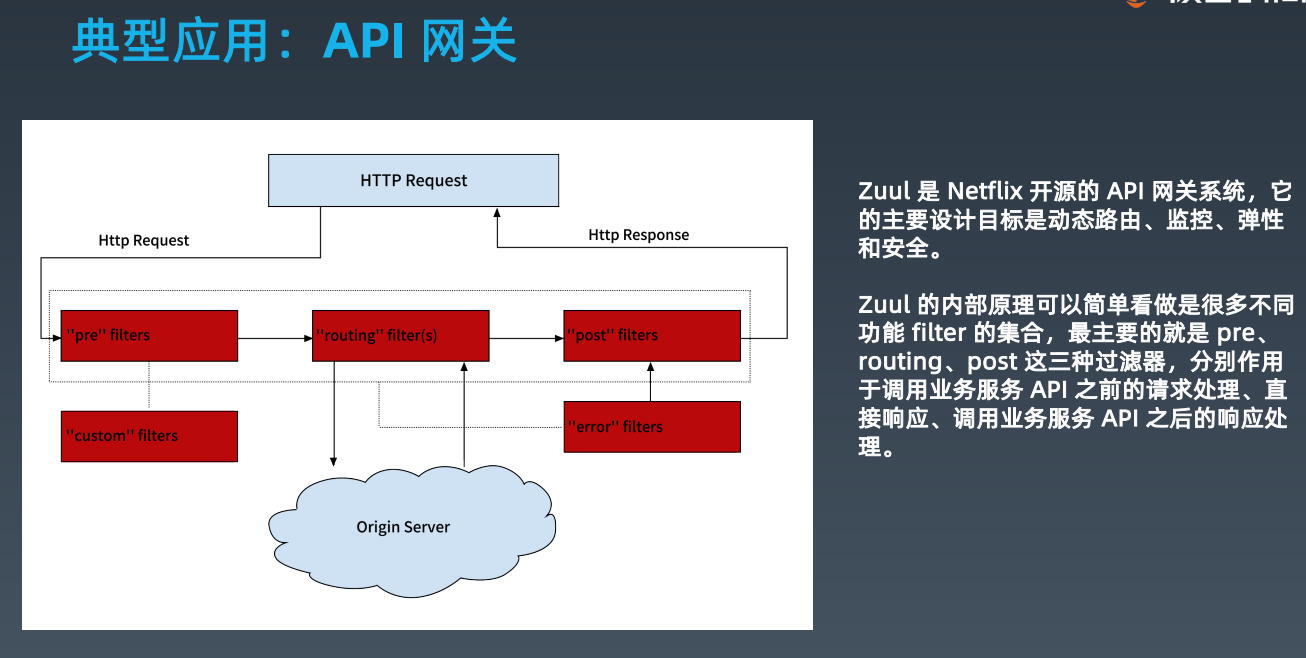 典型应用：API 网关
HTTP Request
Http Request
Http Response
"pre" filters
"routing" filter(s)
"post" filters
"custom" filters
"error" filters
Origin Server
Zuul 是 Netflix 开源的 API 网关系统，它
的主要设计目标是动态路由、监控、弹性
和安全。
Zuul 的内部原理可以简单看做是很多不同
功能 filter 的集合，最主要的就是 pre、
routing、post 这三种过滤器，分别作用
于调用业务服务 API 之前的请求处理、直
接响应、调用业务服务 API 之后的响应处
理。